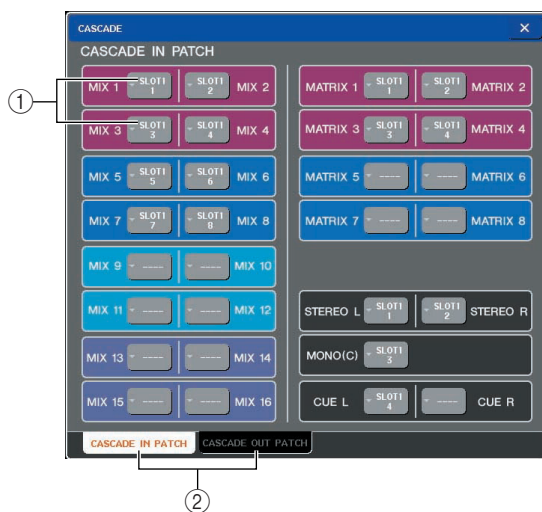 CASCADE
CASCADE IN PATCH
MIX 1 SLOT1 1 SLOT1 2 MIX 2
MIX 3 SLOT1 3 SLOT1 4 MIX 4
MIX 5 SLOT1 5 SLOT1 6 MIX 6
MIX 7 SLOT1 7 SLOT1 8 MIX 8
MIX 9 ---- ---- MIX 10
MIX 11 ---- ---- MIX 12
MIX 13 ---- ---- MIX 14
MIX 15 ---- ---- MIX 16
MATRIX 1 SLOT1 1 SLOT1 2 MATRIX 2
MATRIX 3 SLOT1 3 SLOT1 4 MATRIX 4
MATRIX 5 ---- ---- MATRIX 6
MATRIX 7 ---- ---- MATRIX 8
STEREO L SLOT1 1 SLOT1 2 STEREO R
MONO(C) SLOT1 3
CUE L SLOT1 4 ---- CUE R
CASCADE IN PATCH CASCADE OUT PATCH
①
②